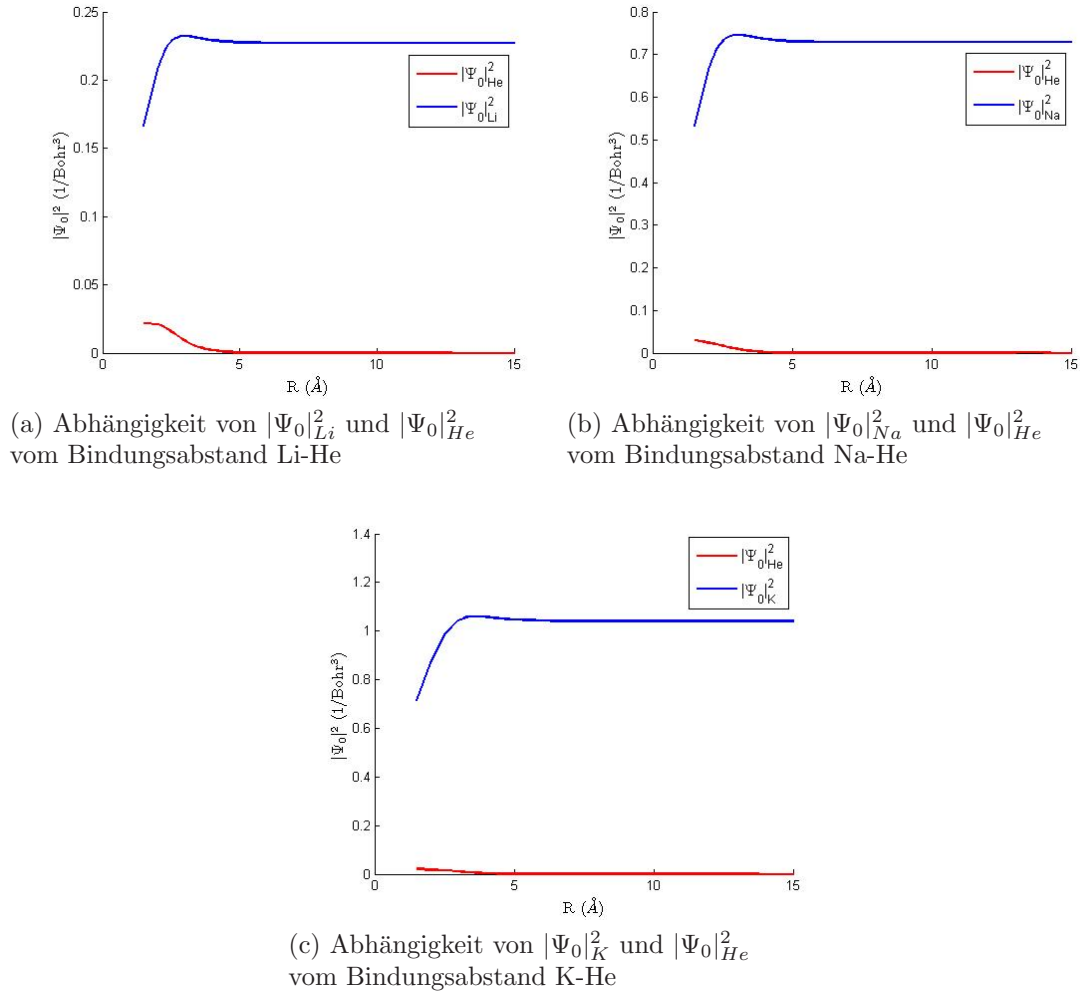 0.25
0.2
0.15
0.1
0.05
0
0
5
10
15
|Ψ₀|² (1/Bohr³)
R (Å)
|Ψ₀|²He
|Ψ₀|²Li
0.8
0.7
0.6
0.5
0.4
0.3
0.2
0.1
0
0
5
10
15
|Ψ₀|² (1/Bohr³)
R (Å)
|Ψ₀|²He
|Ψ₀|²Na
(a) Abhängigkeit von |Ψ₀|²Li und |Ψ₀|²He
vom Bindungsabstand Li-He
(b) Abhängigkeit von |Ψ₀|²Na und |Ψ₀|²He
vom Bindungsabstand Na-He
1.4
1.2
1
0.8
0.6
0.4
0.2
0
0
5
10
15
|Ψ₀|² (1/Bohr³)
R (Å)
|Ψ₀|²He
|Ψ₀|²K
(c) Abhängigkeit von |Ψ₀|²K und |Ψ₀|²He
vom Bindungsabstand K-He